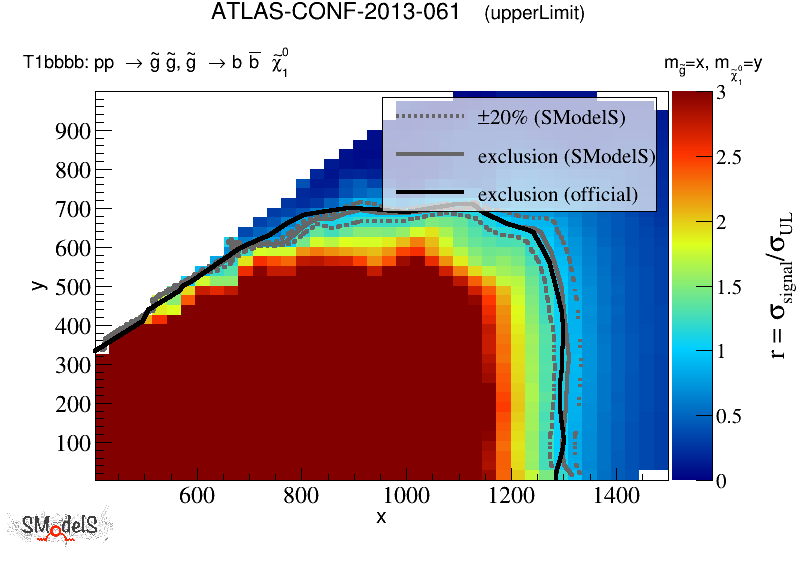 ATLAS-CONF-2013-061 (upperLimit)
T1bbbb: pp → g̃ g̃, g̃ → b b̅ χ̃₁⁰
m_g̃=x, m_χ̃₁⁰=y
±20% (SModelS)
exclusion (SModelS)
exclusion (official)
900
800
700
600
500
400
300
200
100
y
600 800 1000 1200 1400
x
3
2.5
2
1.5
1
0.5
0
r = σ_signal/σ_UL
SModelS